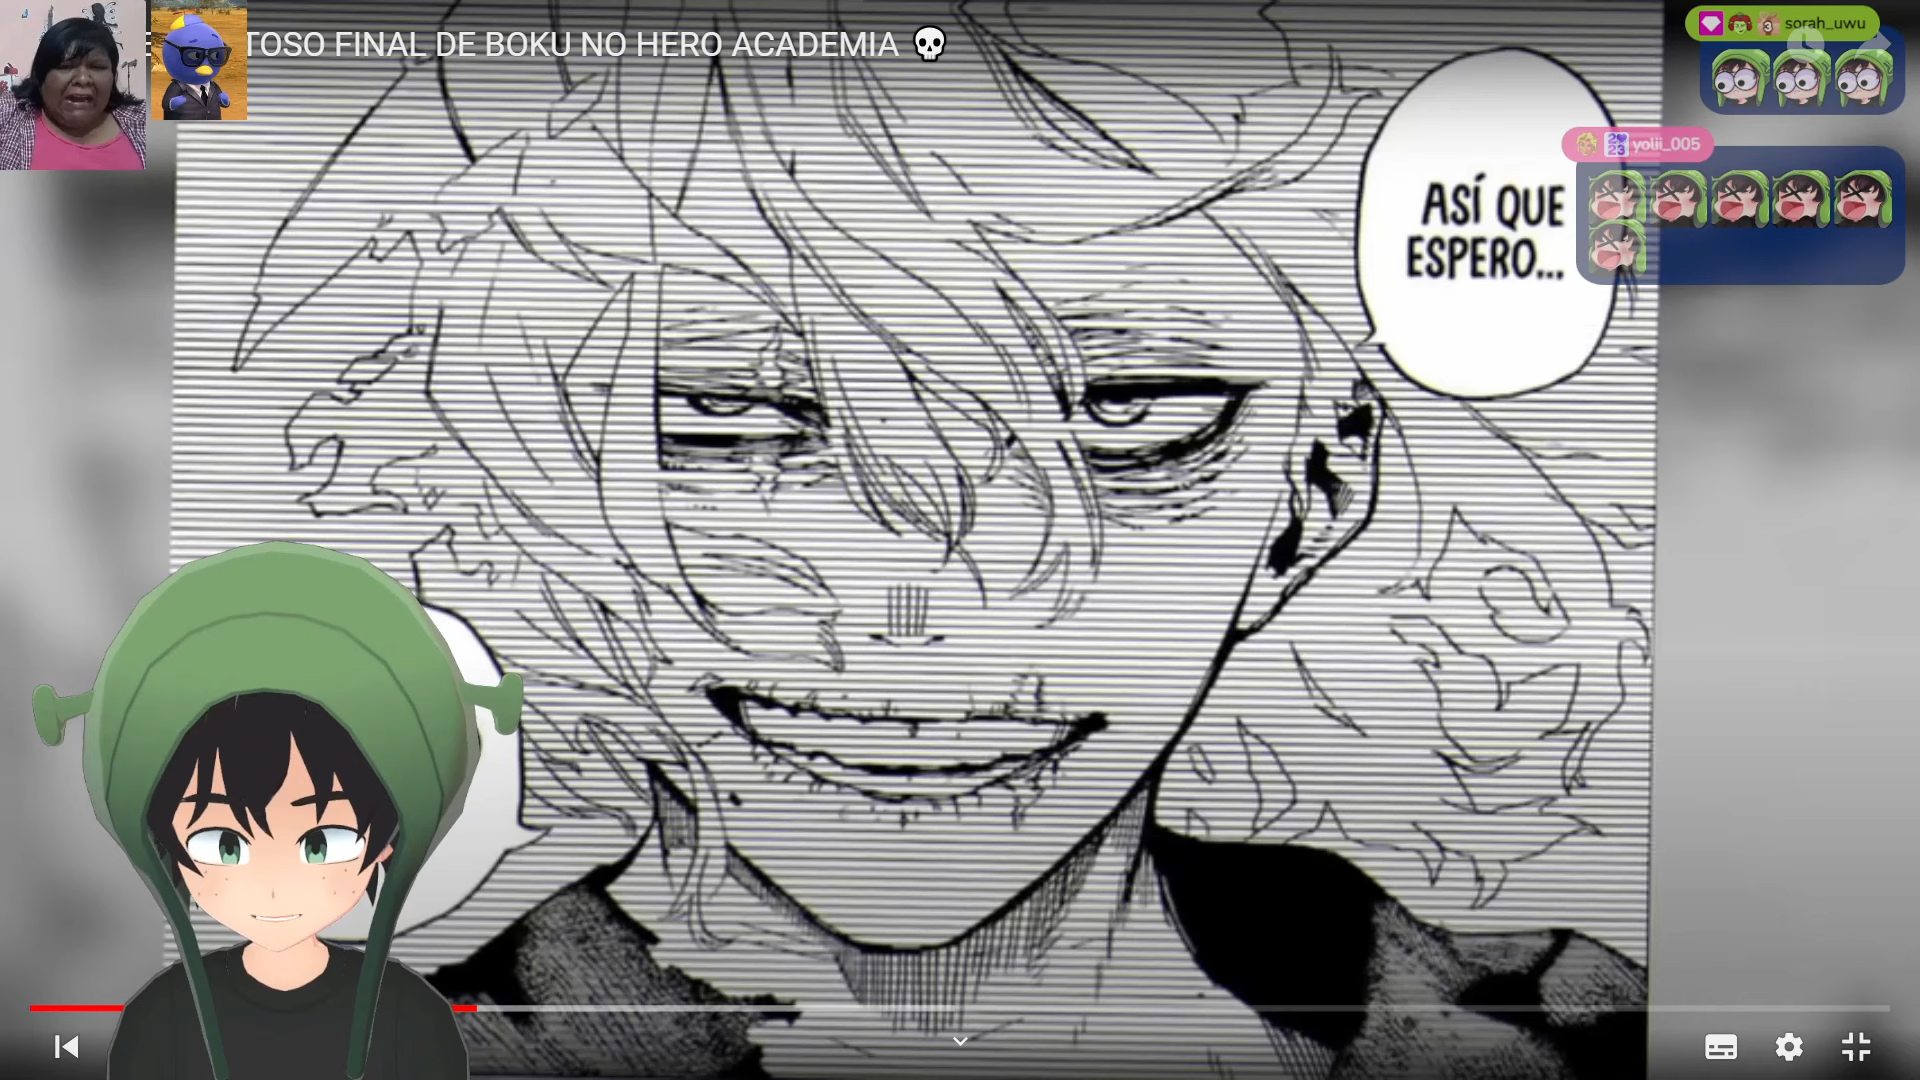 TOSO FINAL DE BOKU NO HERO ACADEMIA 💀
sorah_uwu
yolii_005
ASÍ QUE
ESPERO...